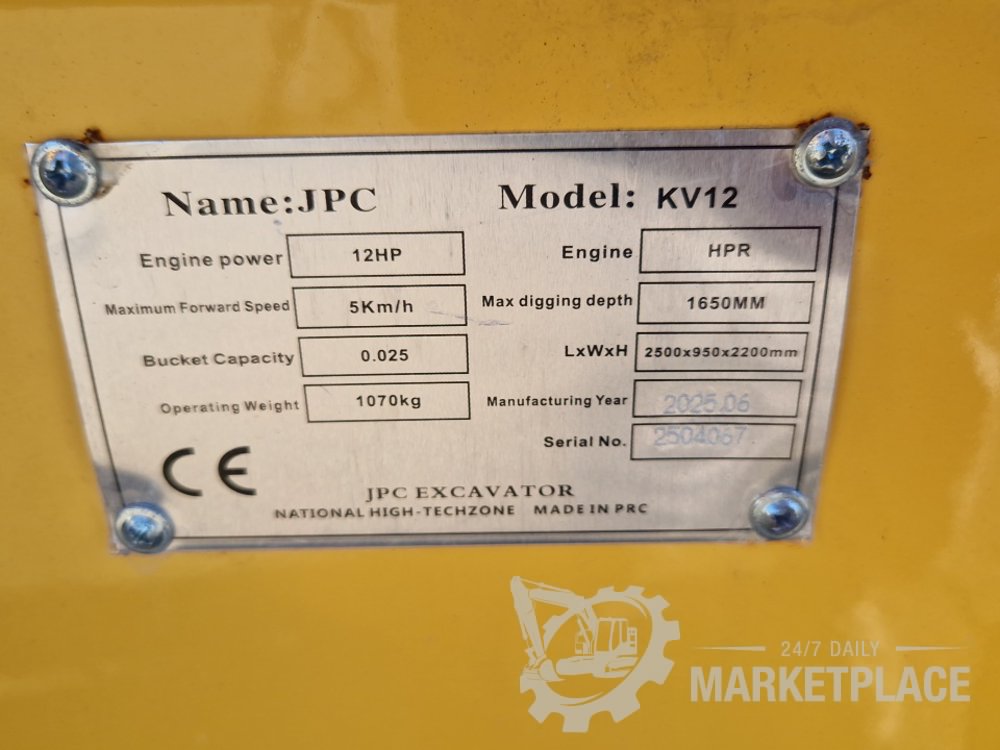 Name:JPC Model: KV12
Engine power 12HP Engine HPR
Maximum Forward Speed 5Km/h Max digging depth 1650MM
Bucket Capacity 0.025 LxWxH 2500x950x2200mm
Operating Weight 1070kg Manufacturing Year 2025.06
Serial No. 2504067.
CE
JPC EXCAVATOR
NATIONAL HIGH-TECHZONE MADE IN PRC
24/7 DAILY
MARKETPLACE